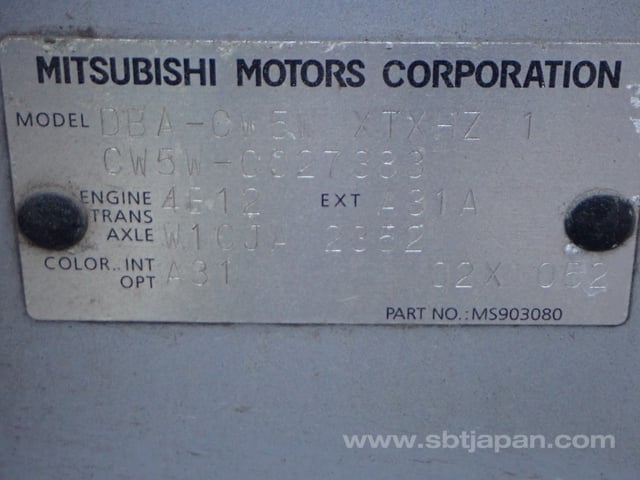 MITSUBISHI MOTORS CORPORATION
MODEL DBA-CW5W XTXHZ 1
CW5W-
ENGINE 4B12 EXT A31A
TRANS
AXLE W1CJA 2352
COLOR.. INT A31 02X 052
OPT
PART NO.:MS903080
www.sbtjapan.com